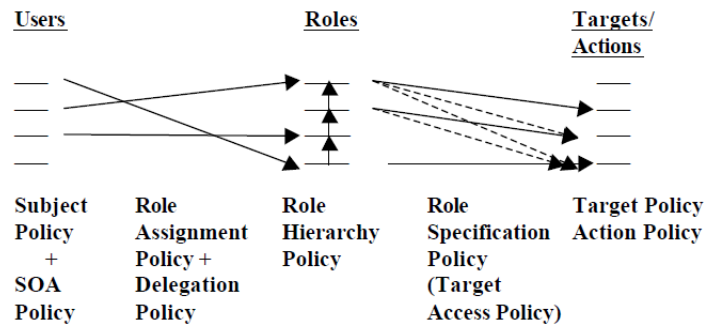 Users
Roles
Targets/
Actions
Subject
Policy
+
SOA
Policy
Role
Assignment
Policy +
Delegation
Policy
Role
Hierarchy
Policy
Role
Specification
Policy
(Target
Access Policy)
Target Policy
Action Policy